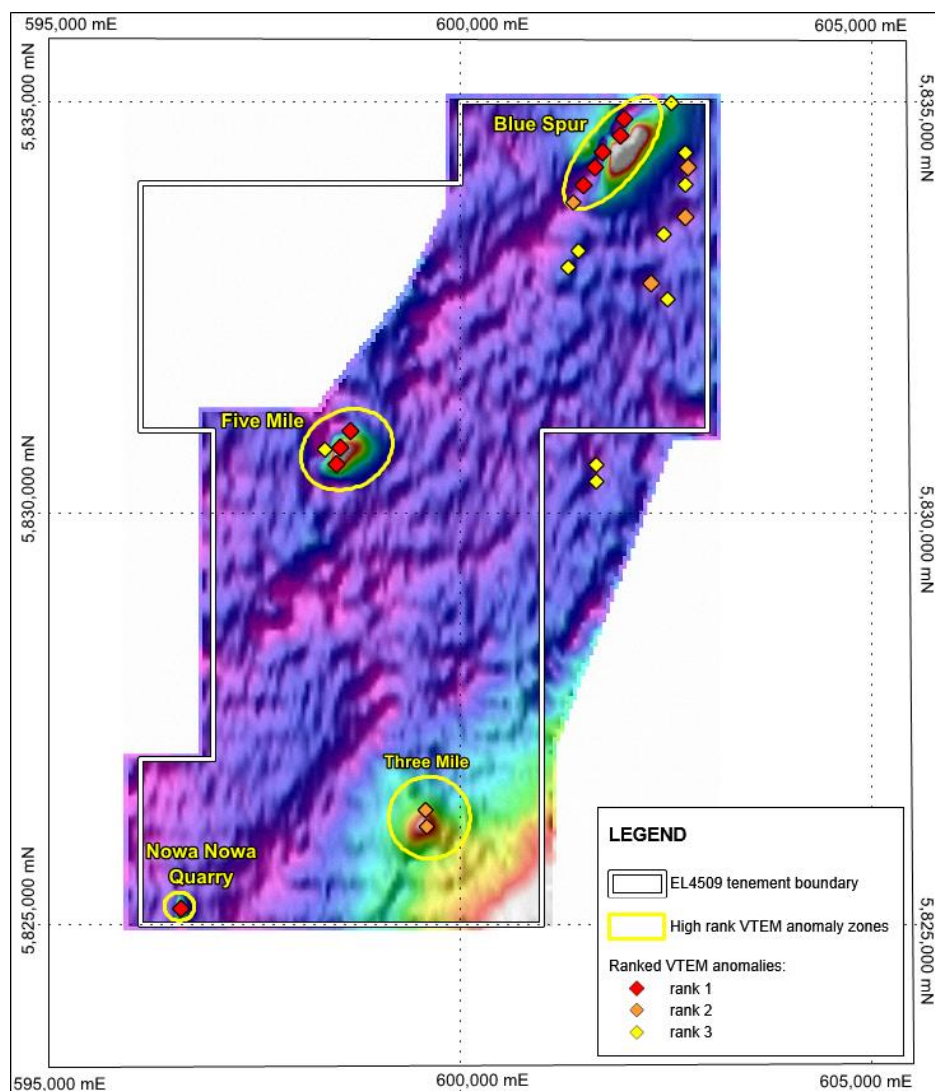 595,000 mE
600,000 mE
605,000 mE
5,835,000 mN
5,835,000 mN
Blue Spur
Five Mile
5,830,000 mN
5,830,000 mN
Three Mile
Nowa Nowa
Quarry
5,825,000 mN
5,825,000 mN
LEGEND
EL4509 tenement boundary
High rank VTEM anomaly zones
Ranked VTEM anomalies:
rank 1
rank 2
rank 3
595,000 mE
600,000 mE
605,000 mE